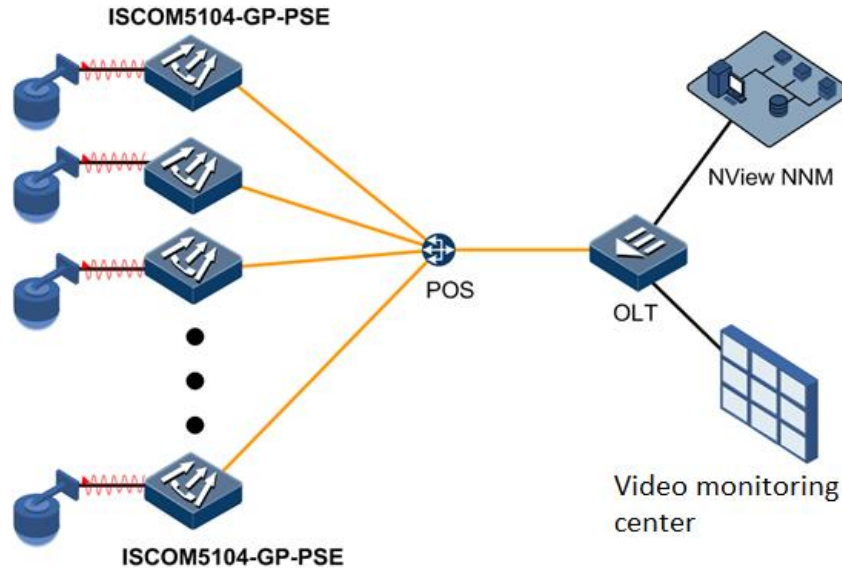 ISCOM5104-GP-PSE
NView NNM
POS
OLT
Video monitoring
center
ISCOM5104-GP-PSE